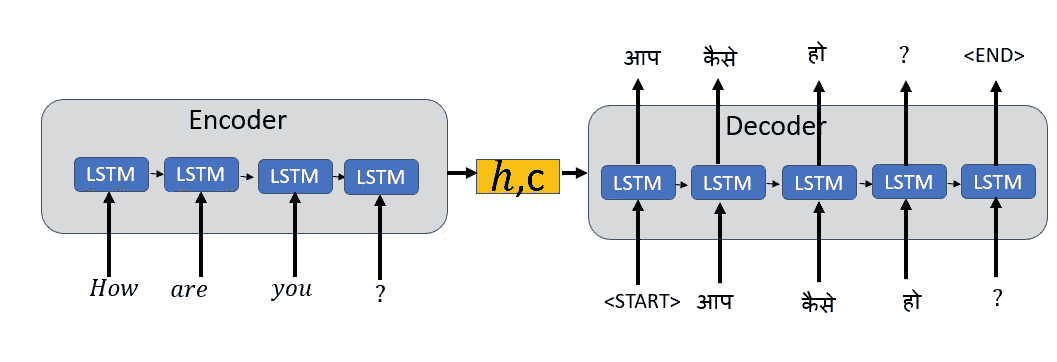 आप कैसे हो ? <END>
Encoder
Decoder
LSTM LSTM LSTM LSTM
h,c
LSTM LSTM LSTM LSTM LSTM
How are you ?
<START> आप कैसे हो ?